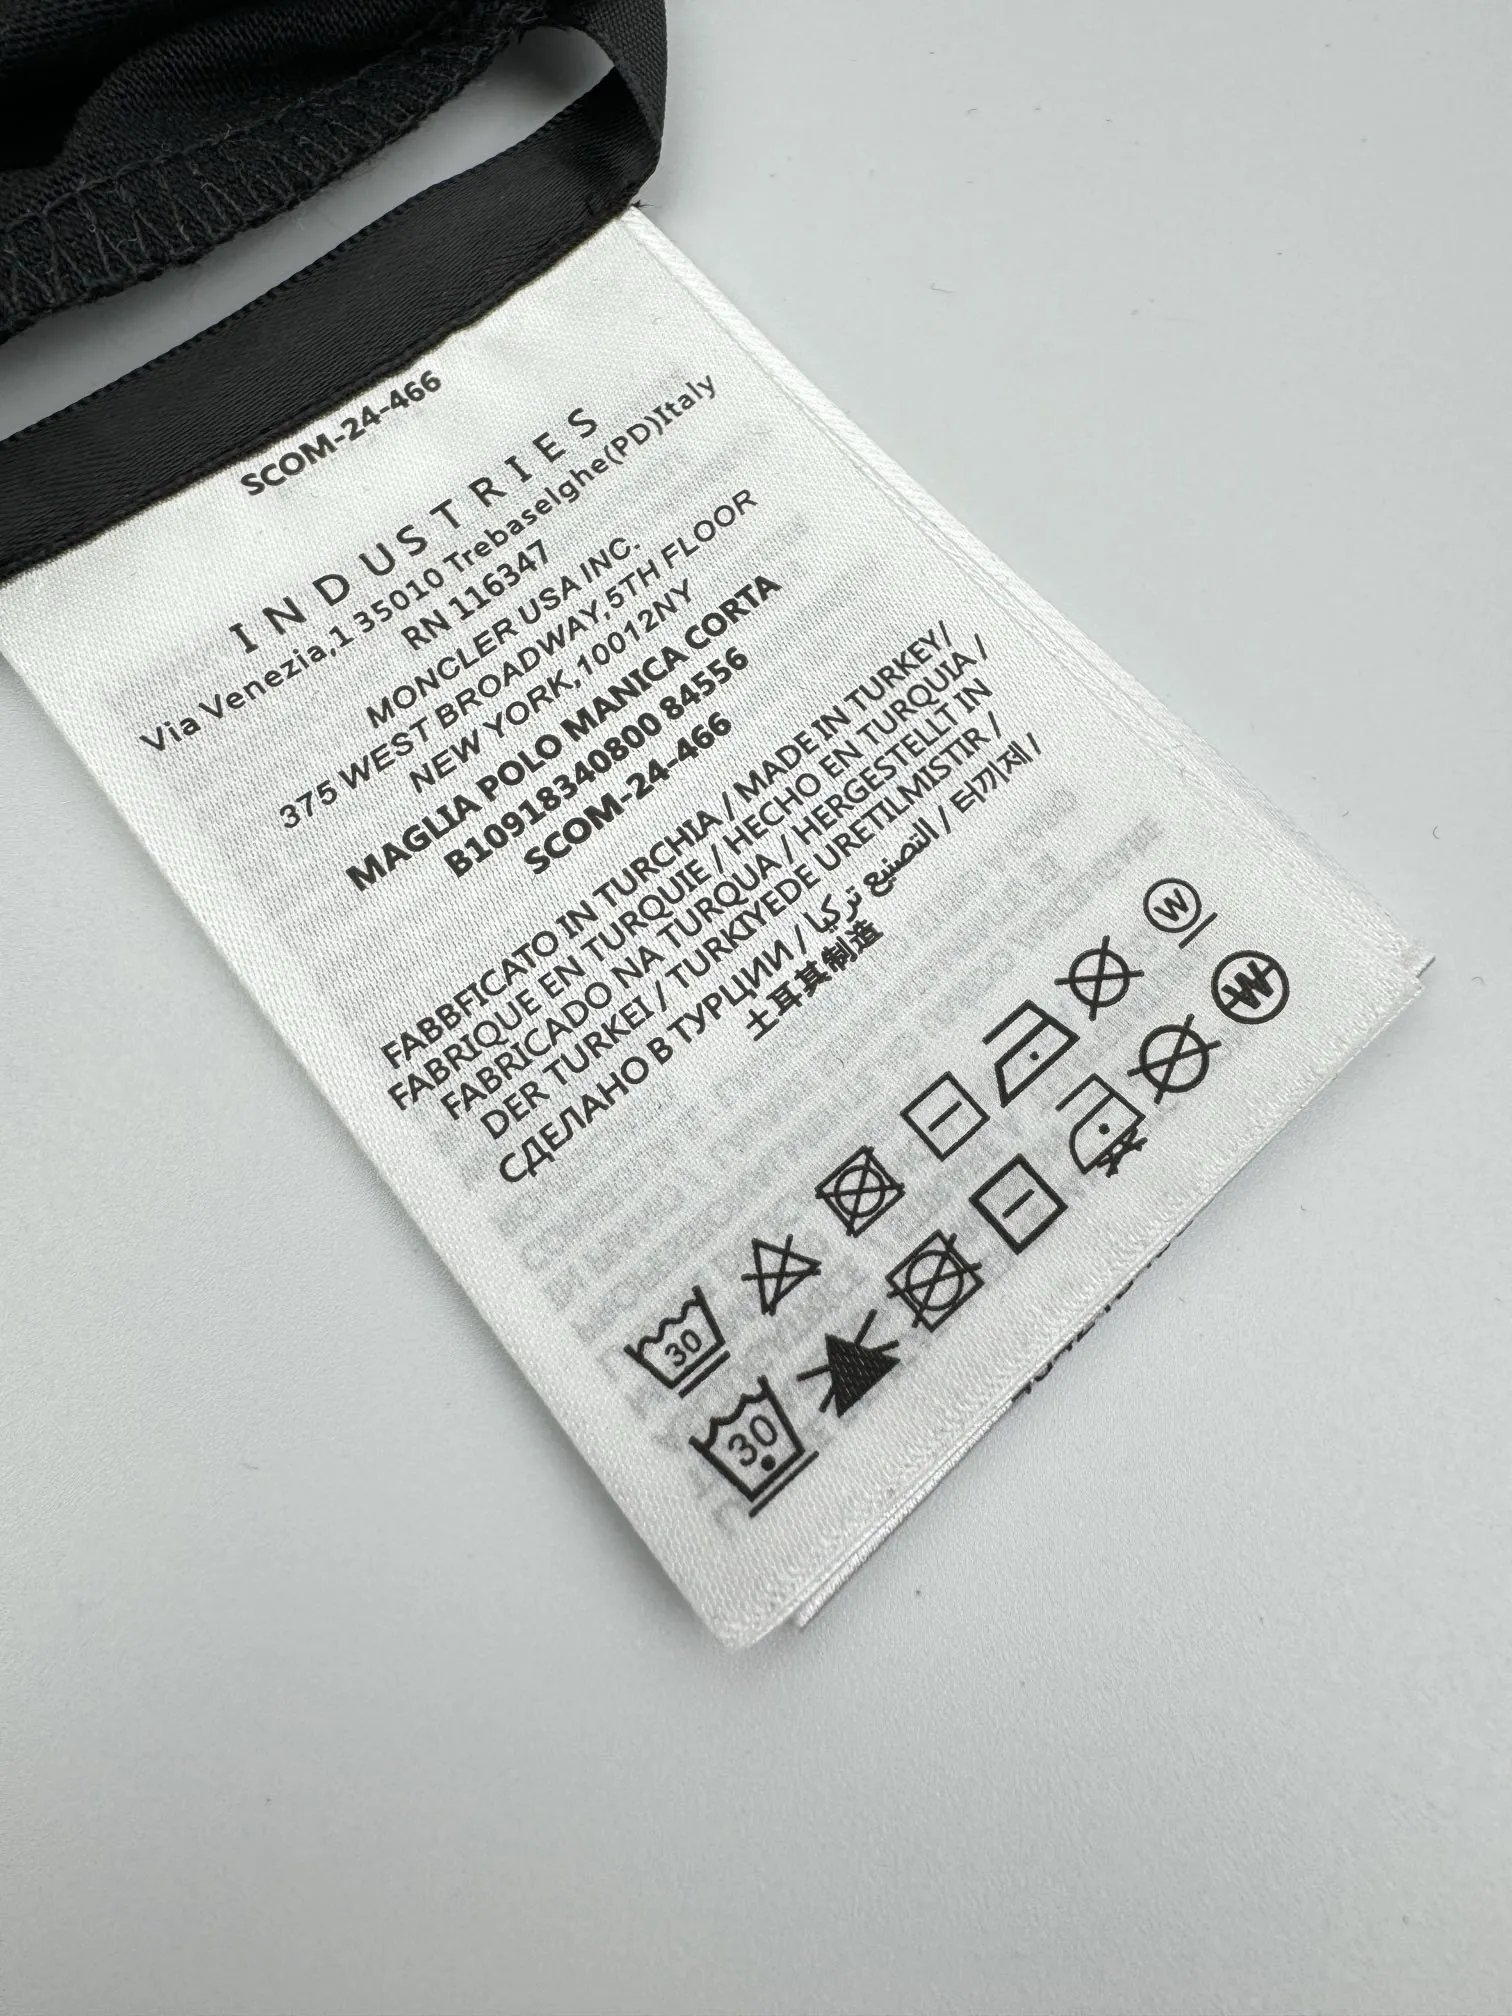 SCOM-24-466
INDUSTRIES
Via Venezia,1 35010 Trebaselghe(PD)Italy
RN 116347
MONCLER USA INC.
375 WEST BROADWAY,5TH FLOOR
NEW YORK,10012NY
MAGLIA POLO MANICA CORTA
B10918340800 84556
SCOM-24-466
FABBFICATO IN TURCHIA / MADE IN TURKEY/
FABRIQUE EN TURQUIE / HECHO EN TURQUIA /
FABRICADO NA TURQUA / HERGESTELLT IN
DER TURKEI / TURKIYEDE URETILMISTIR /
СДЕЛАНО В ТУРЦИИ / التصنيع تركيا / 터끼제 /
土耳其制造
W
30
W
30